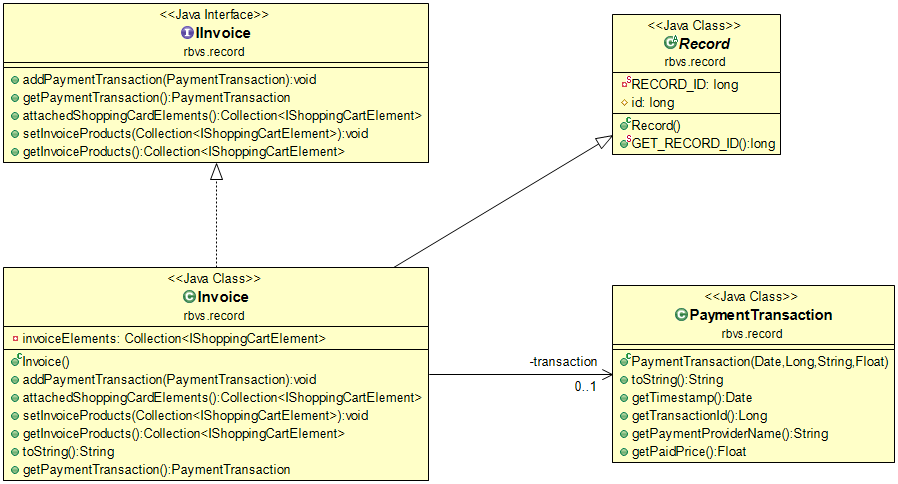 <<Java Interface>>
IInvoice
rbvs.record
addPaymentTransaction(PaymentTransaction):void
getPaymentTransaction():PaymentTransaction
attachedShoppingCardElements():Collection<IShoppingCartElement>
setInvoiceProducts(Collection<IShoppingCartElement>):void
getInvoiceProducts():Collection<IShoppingCartElement>
<<Java Class>>
Record
rbvs.record
RECORD_ID: long
id: long
Record()
GET_RECORD_ID():long
<<Java Class>>
Invoice
rbvs.record
invoiceElements: Collection<IShoppingCartElement>
Invoice()
addPaymentTransaction(PaymentTransaction):void
attachedShoppingCardElements():Collection<IShoppingCartElement>
setInvoiceProducts(Collection<IShoppingCartElement>):void
getInvoiceProducts():Collection<IShoppingCartElement>
toString():String
getPaymentTransaction():PaymentTransaction
-transaction
0..1
<<Java Class>>
PaymentTransaction
rbvs.record
PaymentTransaction(Date,Long,String,Float)
toString():String
getTimestamp():Date
getTransactionId():Long
getPaymentProviderName():String
getPaidPrice():Float